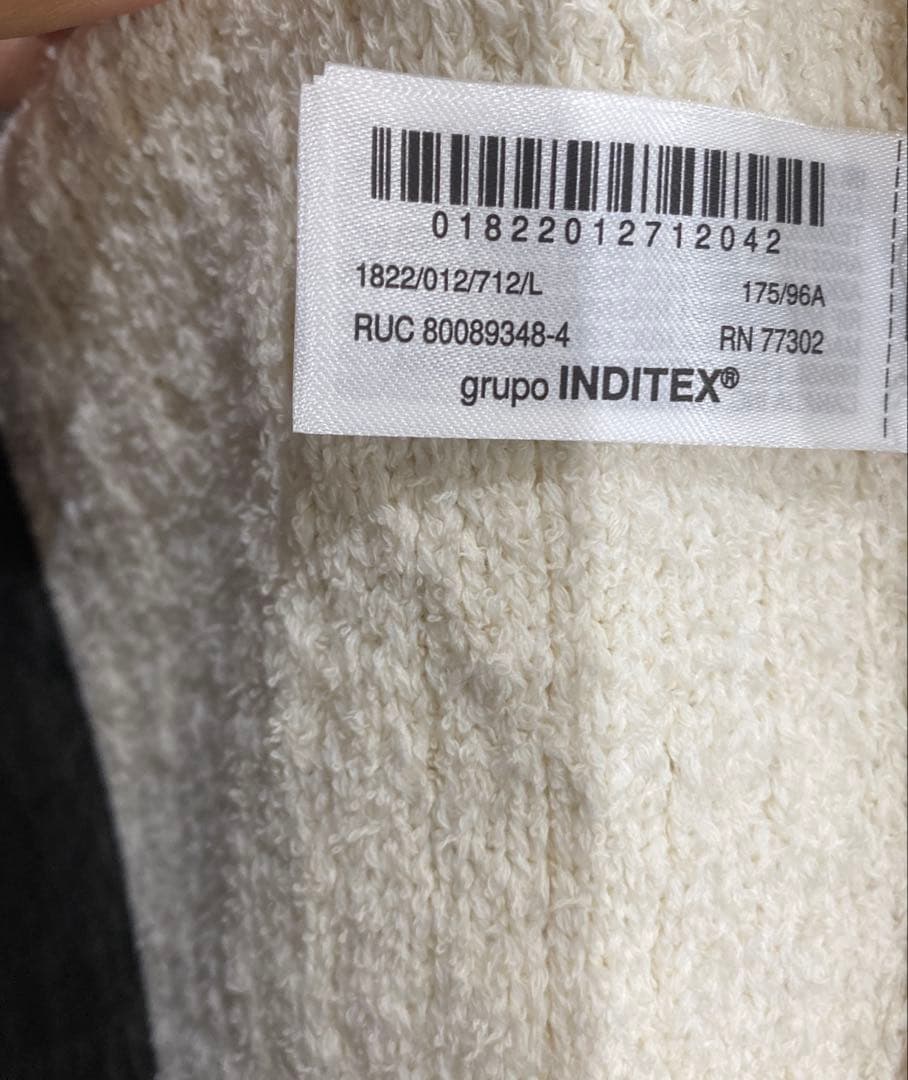 01822012712042
1822/012/712/L 175/96A
RUC 80089348-4 RN 77302
grupo INDITEX®